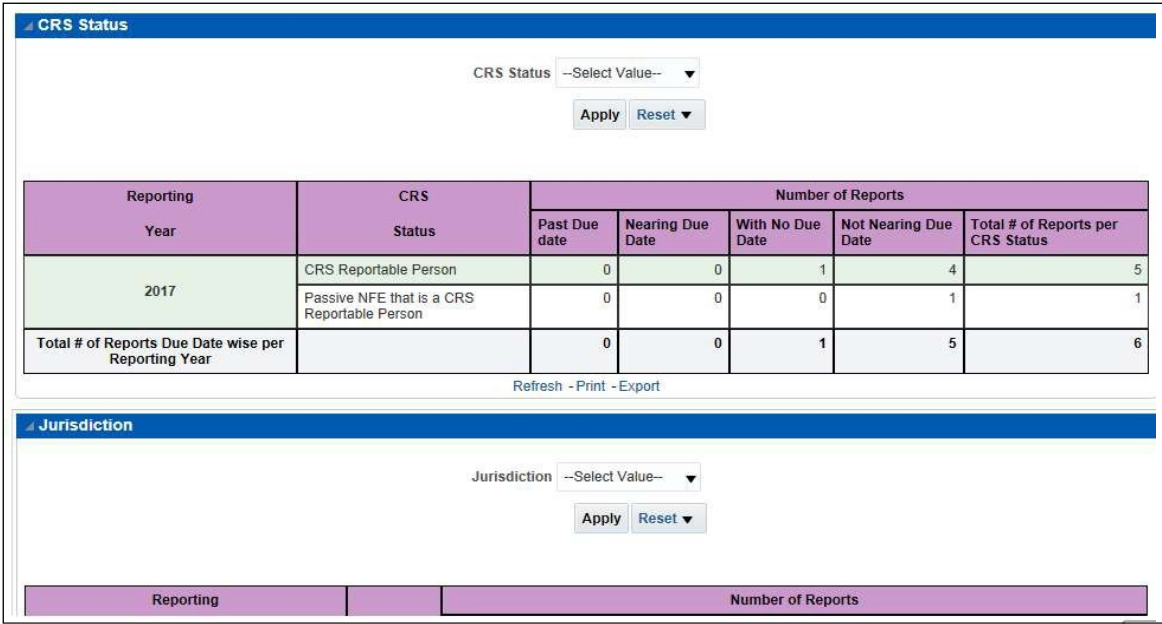 CRS Status
CRS Status --Select Value--
Apply Reset
Reporting Year CRS Status Number of Reports
Past Due date Nearing Due Date With No Due Date Not Nearing Due Date Total # of Reports per CRS Status
2017 CRS Reportable Person 0 0 1 4 5
Passive NFE that is a CRS Reportable Person 0 0 0 1 1
Total # of Reports Due Date wise per Reporting Year 0 0 1 5 6
Refresh - Print - Export
Jurisdiction
Jurisdiction --Select Value--
Apply Reset
Reporting Number of Reports